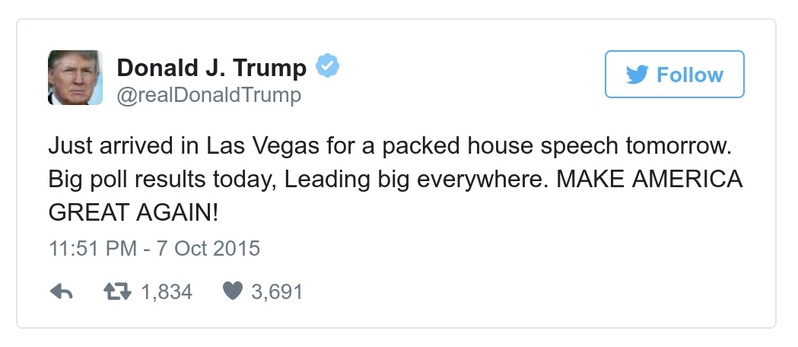 Donald J. Trump
@realDonaldTrump
Follow
Just arrived in Las Vegas for a packed house speech tomorrow.
Big poll results today, Leading big everywhere. MAKE AMERICA
GREAT AGAIN!
11:51 PM - 7 Oct 2015
1,834 3,691